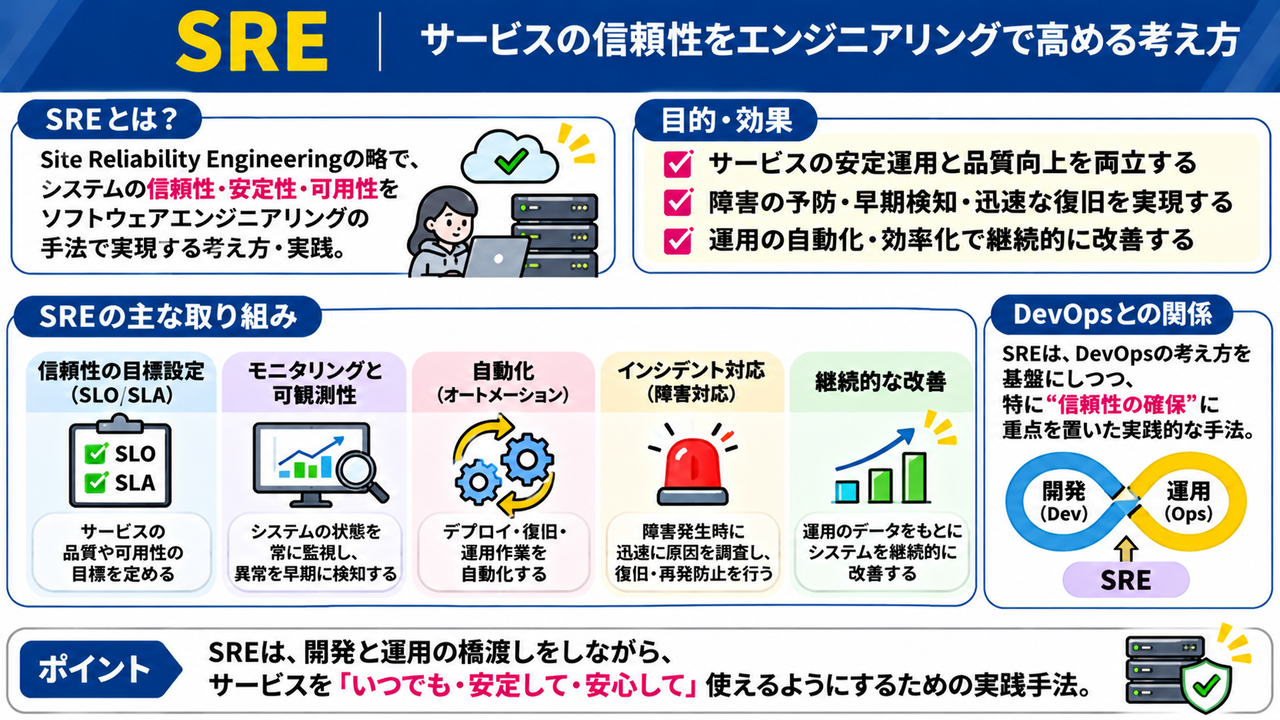 SRE
サービスの信頼性をエンジニアリングで高める考え方
SREとは？
Site Reliability Engineeringの略で、
システムの信頼性・安定性・可用性を
ソフトウェアエンジニアリングの
手法で実現する考え方・実践。
目的・効果
サービスの安定運用と品質向上を両立する
障害の予防・早期検知・迅速な復旧を実現する
運用の自動化・効率化で継続的に改善する
SREの主な取り組み
信頼性の目標設定
（SLO/SLA）
SLO
SLA
サービスの
品質や可用性の
目標を定める
モニタリングと
可観測性
システムの状態を
常に監視し、
異常を早期に検知する
自動化
（オートメーション）
デプロイ・復旧・
運用作業を
自動化する
インシデント対応
（障害対応）
障害発生時に
迅速に原因を調査し、
復旧・再発防止を行う
継続的な改善
運用のデータをもとに
システムを継続的に
改善する
DevOpsとの関係
SREは、DevOpsの考え方を
基盤にしつつ、
特に“信頼性の確保”に
重点を置いた実践的な手法。
開発
（Dev）
運用
（Ops）
SRE
ポイント
SREは、開発と運用の橋渡しをしながら、
サービスを「いつでも・安定して・安心して」使えるようにするための実践手法。